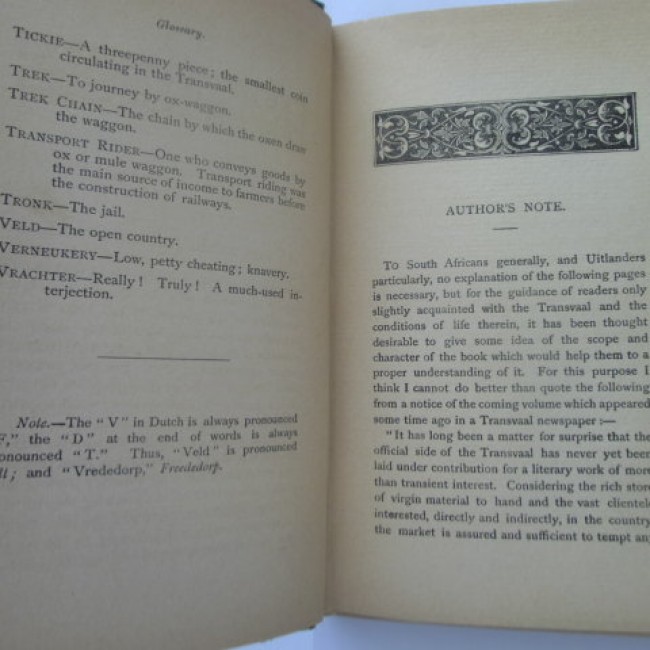 Glossary.
TICKIE—A threepenny piece; the smallest coin
circulating in the Transvaal.
TREK—To journey by ox-waggon.
TREK CHAIN—The chain by which the oxen draw
the waggon.
TRANSPORT RIDER—One who conveys goods by
ox or mule waggon. Transport riding was
the main source of income to farmers before
the construction of railways.
TRONK—The jail.
VELD—The open country.
VERNEUKERY—Low, petty cheating; knavery.
VRACHTER—Really! Truly! A much-used in-
terjection.
Note.—The "V" in Dutch is always pronounced
F," the "D" at the end of words is always
onounced "T." Thus, "Veld" is pronounced
lt; and "Vrededorp," Freededorp.
AUTHOR'S NOTE.
To South Africans generally, and Uitlanders
particularly, no explanation of the following pages
is necessary, but for the guidance of readers only
slightly acquainted with the Transvaal and the
conditions of life therein, it has been thought
desirable to give some idea of the scope and
character of the book which would help them to a
proper understanding of it. For this purpose I
think I cannot do better than quote the following
from a notice of the coming volume which appeared
some time ago in a Transvaal newspaper :—
"It has long been a matter for surprise that the
official side of the Transvaal has never yet been
laid under contribution for a literary work of more
than transient interest. Considering the rich store
of virgin material to hand and the vast clientele
interested, directly and indirectly, in the country
the market is assured and sufficient to tempt an